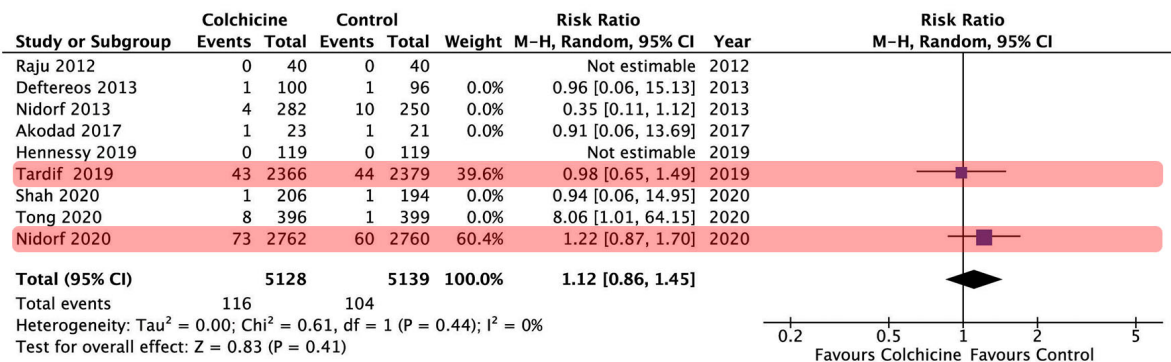 Colchicine Control Risk Ratio Risk Ratio
Study or Subgroup Events Total Events Total Weight M-H, Random, 95% CI Year M-H, Random, 95% CI
Raju 2012 0 40 0 40 Not estimable 2012
Deftereos 2013 1 100 1 96 0.0% 0.96 [0.06, 15.13] 2013
Nidorf 2013 4 282 10 250 0.0% 0.35 [0.11, 1.12] 2013
Akodad 2017 1 23 1 21 0.0% 0.91 [0.06, 13.69] 2017
Hennessy 2019 0 119 0 119 Not estimable 2019
Tardif 2019 43 2366 44 2379 39.6% 0.98 [0.65, 1.49] 2019
Shah 2020 1 206 1 194 0.0% 0.94 [0.06, 14.95] 2020
Tong 2020 8 396 1 399 0.0% 8.06 [1.01, 64.15] 2020
Nidorf 2020 73 2762 60 2760 60.4% 1.22 [0.87, 1.70] 2020
Total (95% CI) 5128 5139 100.0% 1.12 [0.86, 1.45]
Total events 116 104
Heterogeneity: Tau² = 0.00; Chi² = 0.61, df = 1 (P = 0.44); I² = 0%
Test for overall effect: Z = 0.83 (P = 0.41)
0.2 0.5 1 2 5
Favours Colchicine Favours Control